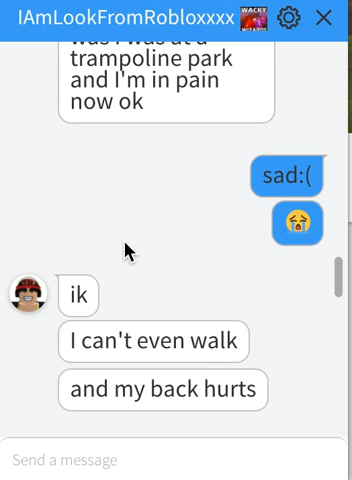 IAmLookFromRobloxxxx
WACKY
WIZARDS
was i was at a
trampoline park
and I'm in pain
now ok
sad:(
😭
ik
I can't even walk
and my back hurts
Send a message